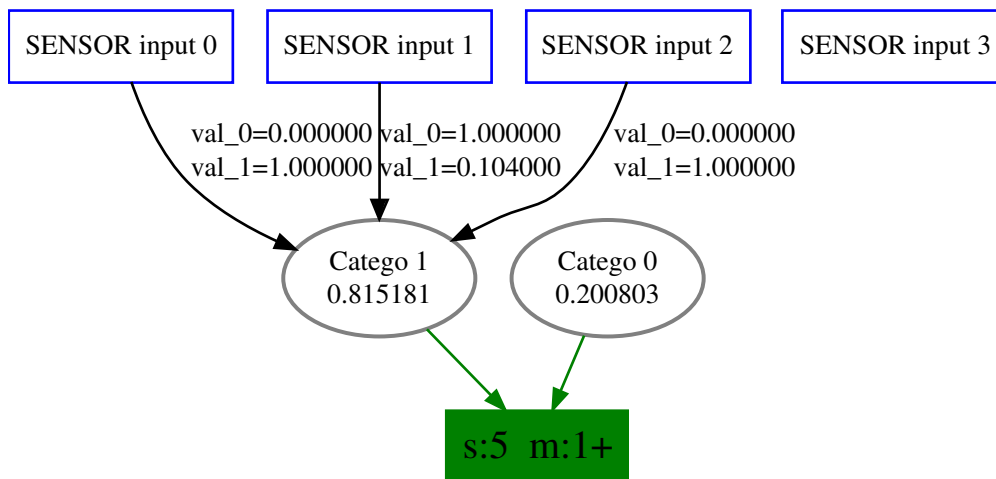 SENSOR input 0
SENSOR input 1
SENSOR input 2
SENSOR input 3
val_0=0.000000
val_1=1.000000
val_0=1.000000
val_1=0.104000
val_0=0.000000
val_1=1.000000
Catego 1
0.815181
Catego 0
0.200803
s:5 m:1+